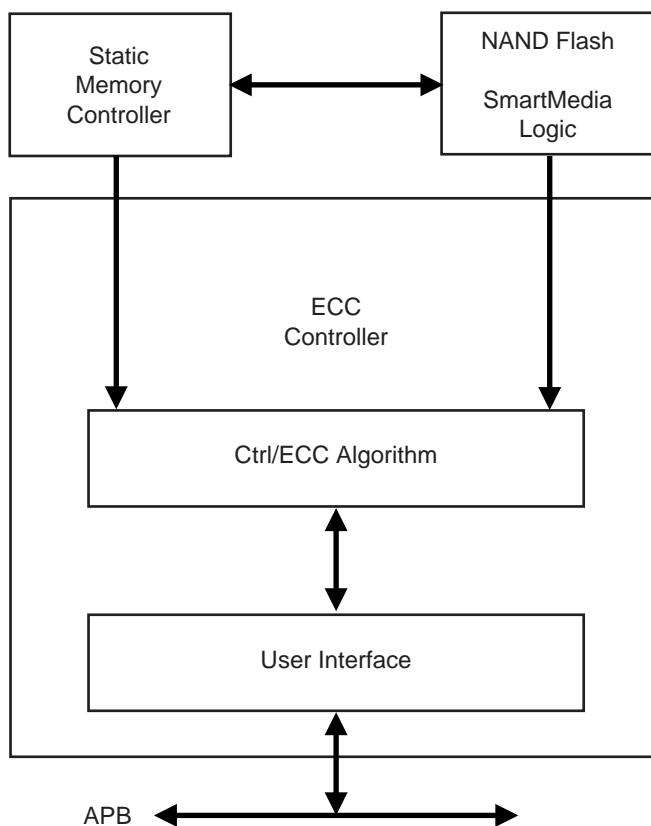 Static
Memory
Controller
NAND Flash
SmartMedia
Logic
ECC
Controller
Ctrl/ECC Algorithm
User Interface
APB